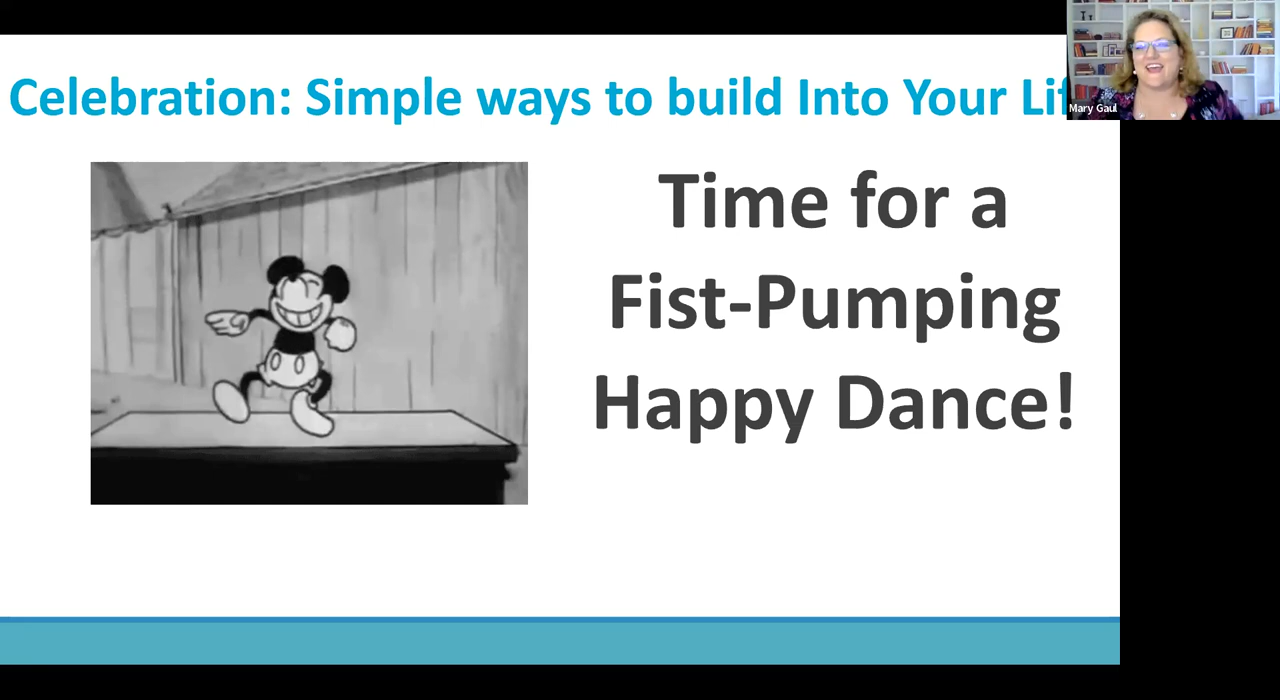 Celebration: Simple ways to build Into Your Lif
Mary Gaul
Time for a
Fist-Pumping
Happy Dance!